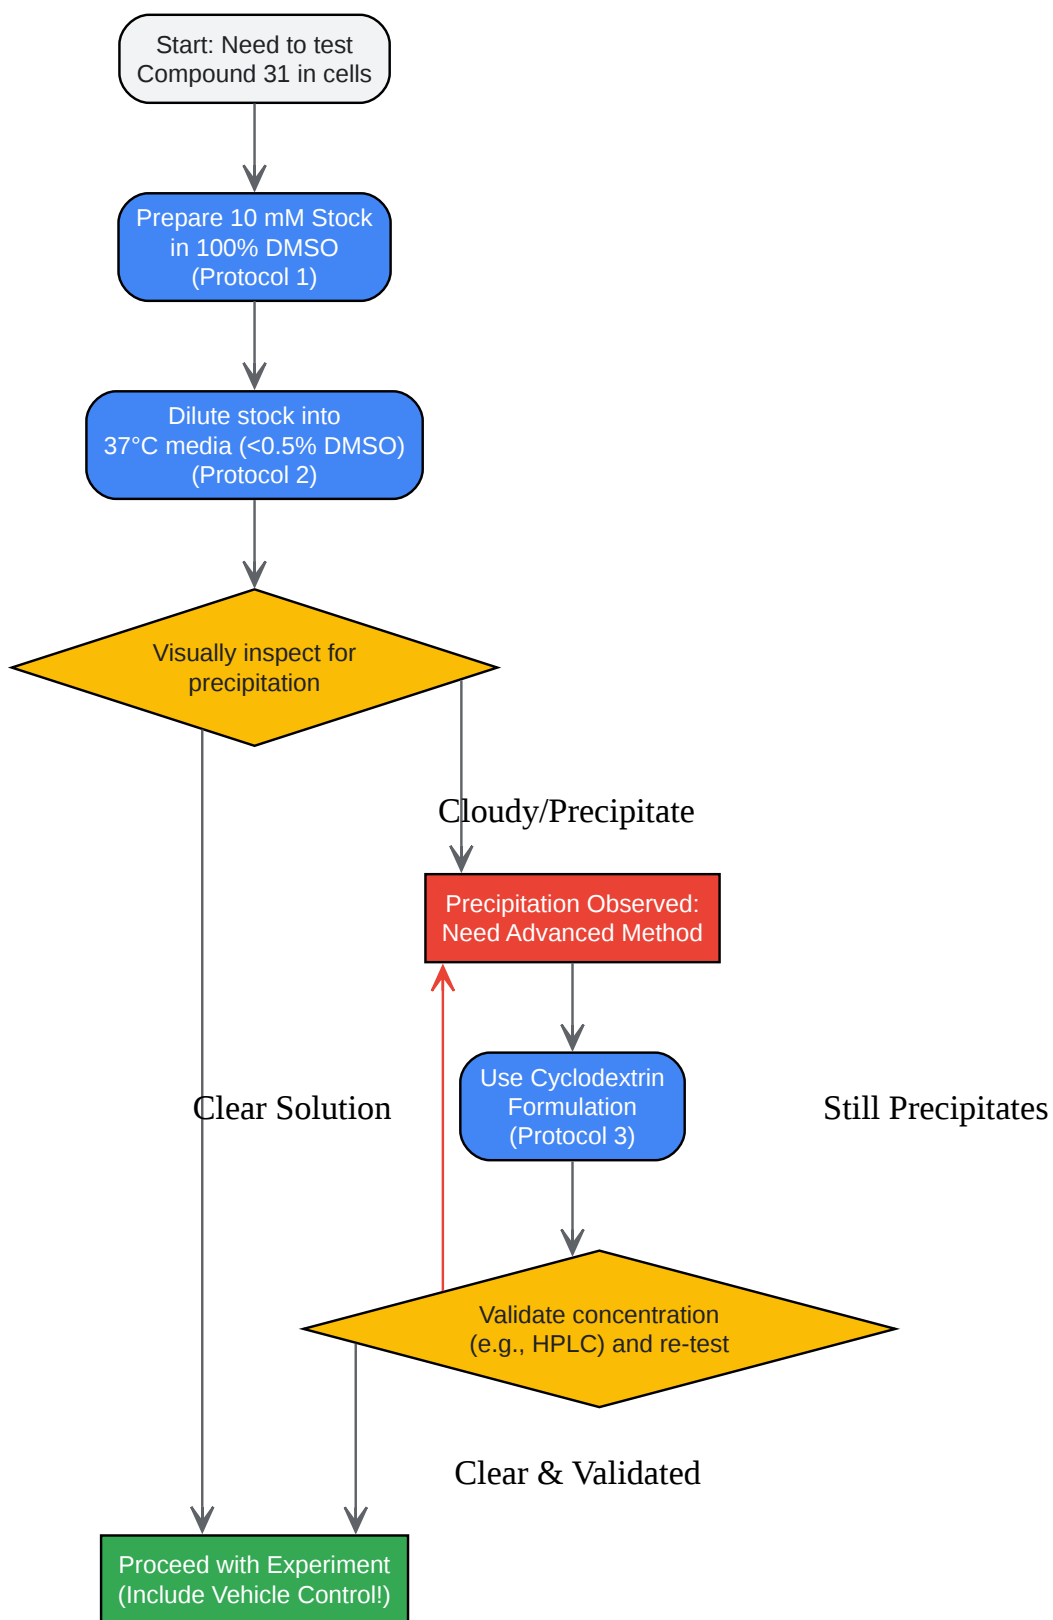 Start: Need to test
Compound 31 in cells
Prepare 10 mM Stock
in 100% DMSO
(Protocol 1)
Dilute stock into
37°C media (<0.5% DMSO)
(Protocol 2)
Visually inspect for
precipitation
Cloudy/Precipitate
Precipitation Observed:
Need Advanced Method
Clear Solution
Use Cyclodextrin
Formulation
(Protocol 3)
Still Precipitates
Validate concentration
(e.g., HPLC) and re-test
Clear & Validated
Proceed with Experiment
(Include Vehicle Control!)